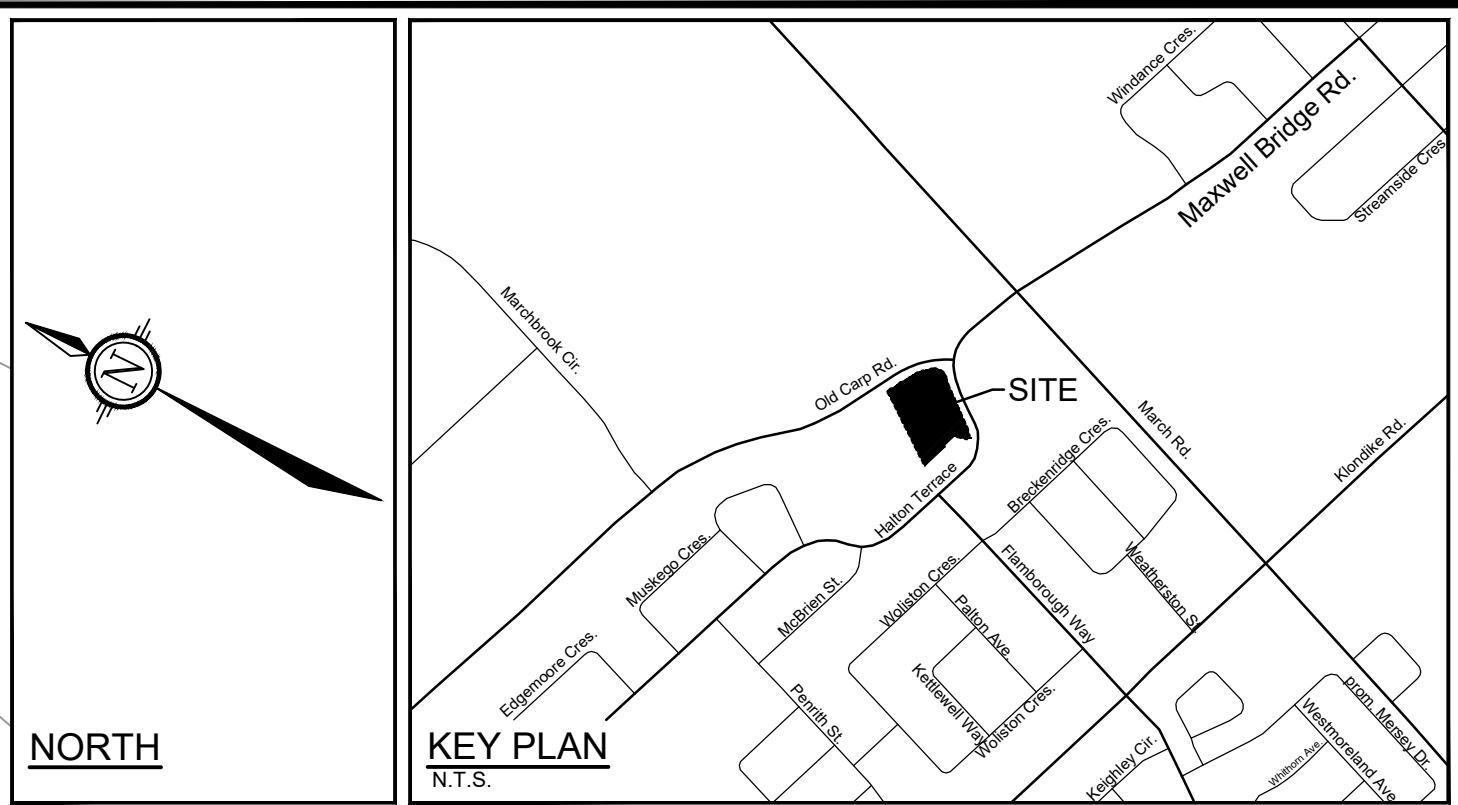 N
NORTH
Windance Cres.
Maxwell Bridge Rd.
Streamside Cres
Marchbrook Cir.
Old Carp Rd.
SITE
March Rd.
Breckenridge Cres.
Klondike Rd.
Halton Terrace
Muskego Cres.
McBrien St.
Woliston Cres.
Flamborough Way
Weatherston St.
Palton Ave.
Edgemoore Cres.
Kettlewell Way
Woliston Cres.
Penrith St.
prom. Mersey Dr.
Westmoreland Ave
Whithorn Ave.
Keighley Cir.
KEY PLAN
N.T.S.